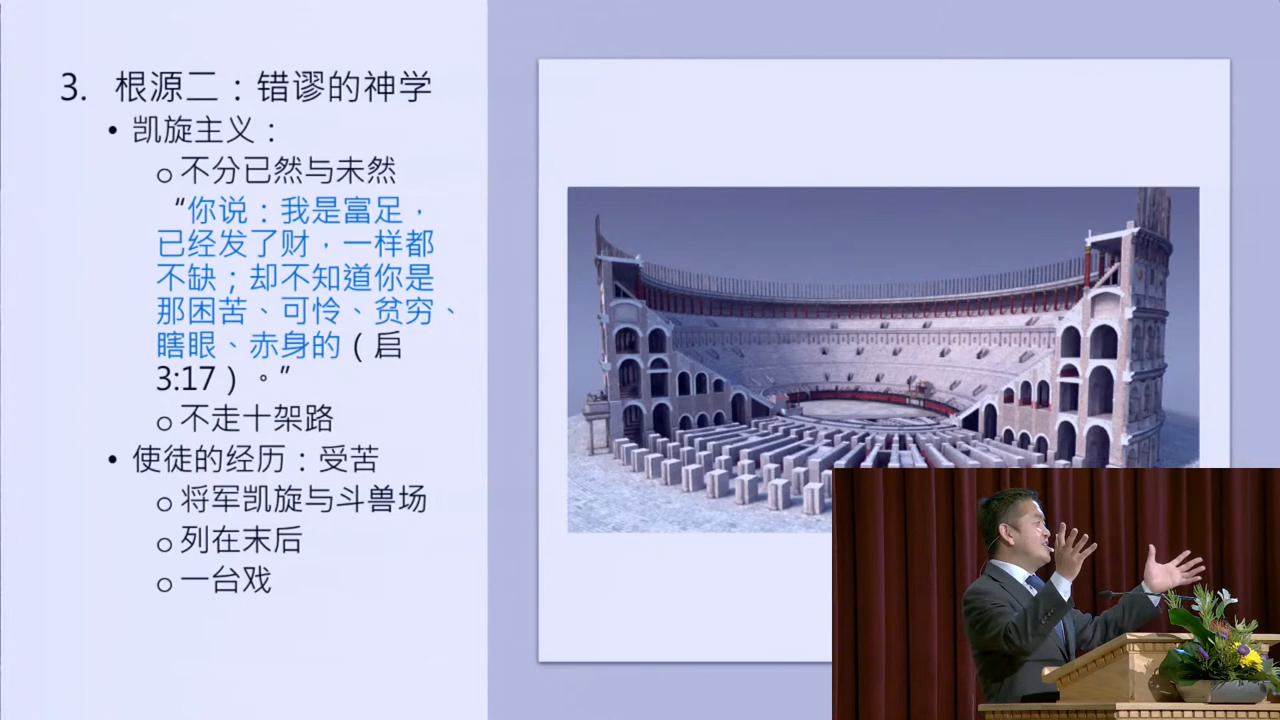 3. 根源二：错谬的神学
• 凯旋主义：
o 不分已然与未然
“你说：我是富足，
已经发了财，一样都
不缺；却不知道你是
那困苦、可怜、贫穷、
瞎眼、赤身的（启
3:17）。”
o 不走十架路
• 使徒的经历：受苦
o 将军凯旋与斗兽场
o 列在末后
o 一台戏